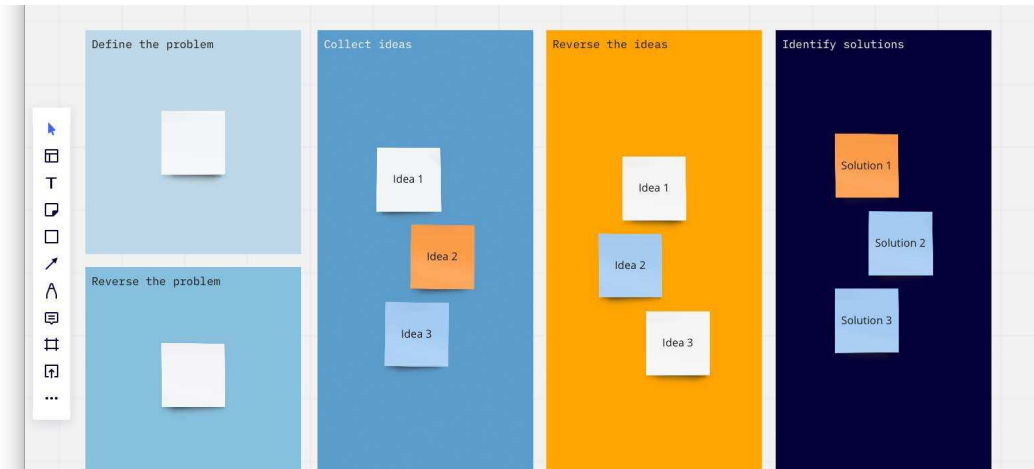 Define the problem
Reverse the problem
Collect ideas
Idea 1
Idea 2
Idea 3
Reverse the ideas
Idea 1
Idea 2
Idea 3
Identify solutions
Solution 1
Solution 2
Solution 3